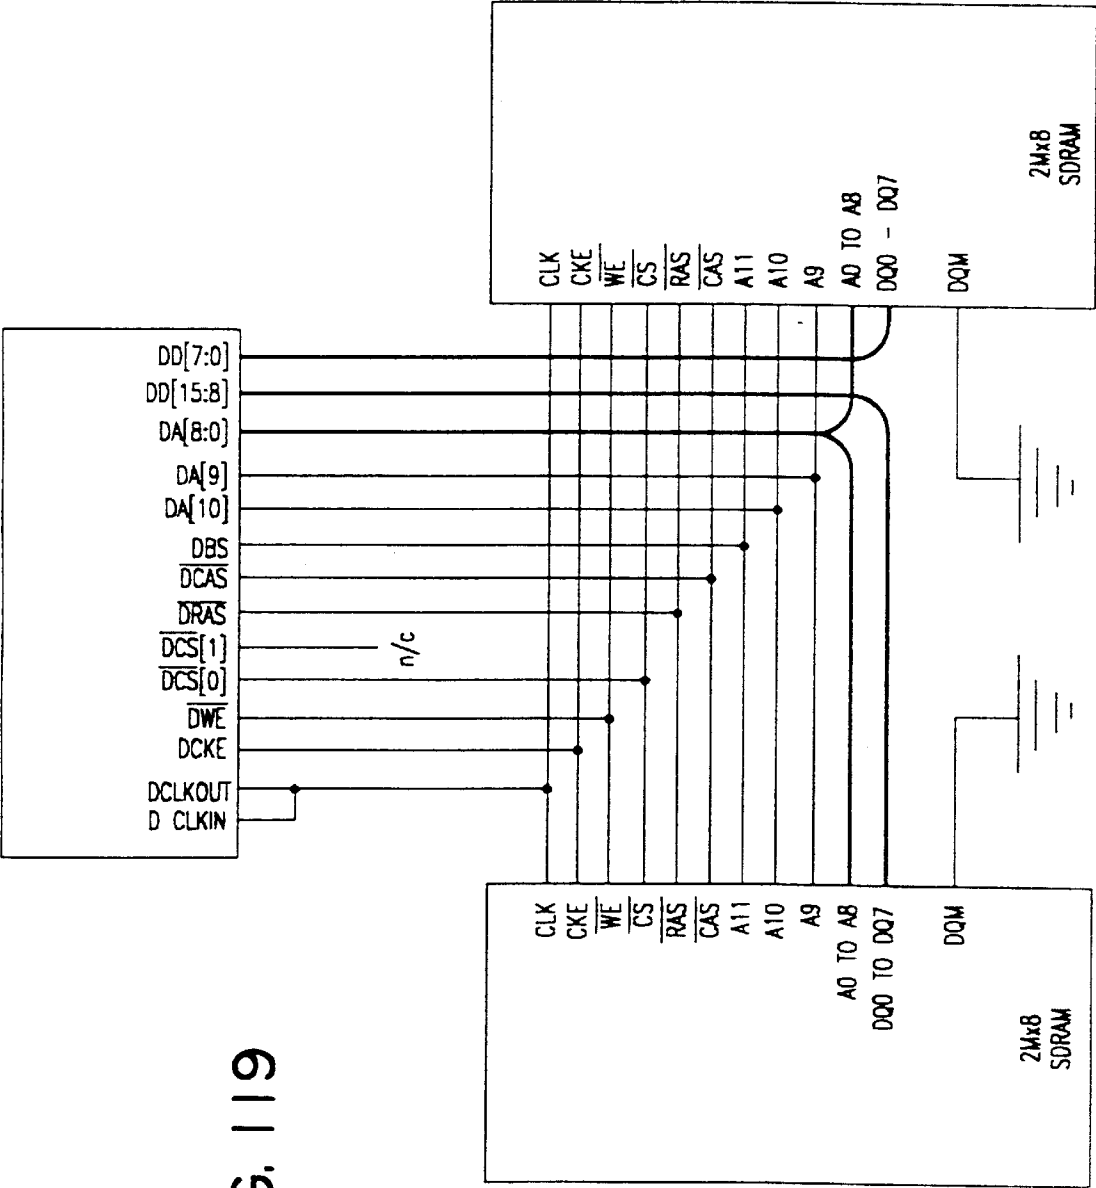 2Mx8
SDRAM
CLK
CKE
WE
CS
RAS
CAS
A11
A10
A9
A0 TO A8
DQ0 - DQ7
DQM
DD[7:0]
DD[15:8]
DA[8:0]
DA[9]
DA[10]
DBS
DCAS
DRAS
DCS[1]
DCS[0]
DWE
DCKE
DCLKOUT
D CLKIN
n/c
CLK
CKE
WE
CS
RAS
CAS
A11
A10
A9
A0 TO A8
DQ0 TO DQ7
DQM
2Mx8
SDRAM
G. 119